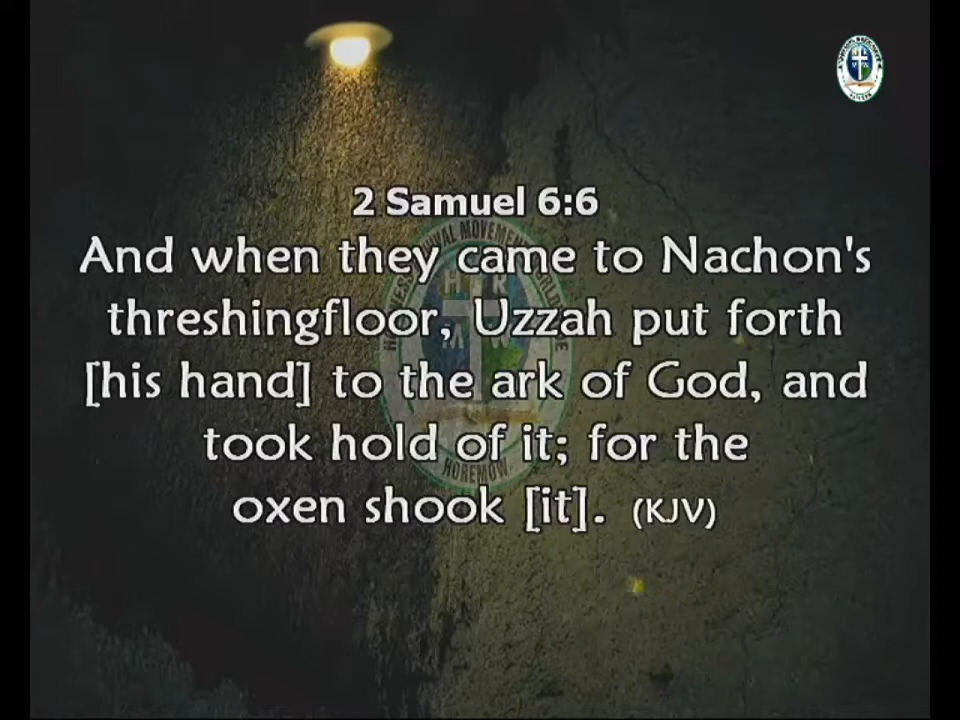 2 Samuel 6:6
And when they came to Nachon's
threshingfloor, Uzzah put forth
[his hand] to the ark of God, and
took hold of it; for the
oxen shook [it]. (KJV)
H R
M W
HOREMOW